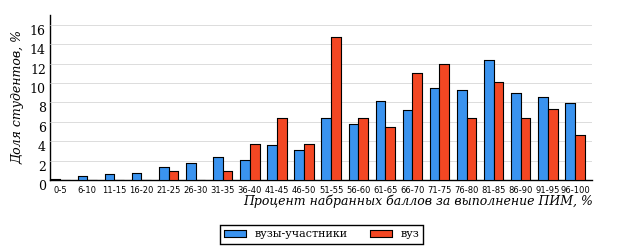 Доля студентов, %
16
14
12
10
8
6
4
2
0
0-5 6-10 11-15 16-20 21-25 26-30 31-35 36-40 41-45 46-50 51-55 56-60 61-65 66-70 71-75 76-80 81-85 86-90 91-95 96-100
Процент набранных баллов за выполнение ПИМ, %
вузы-участники вуз